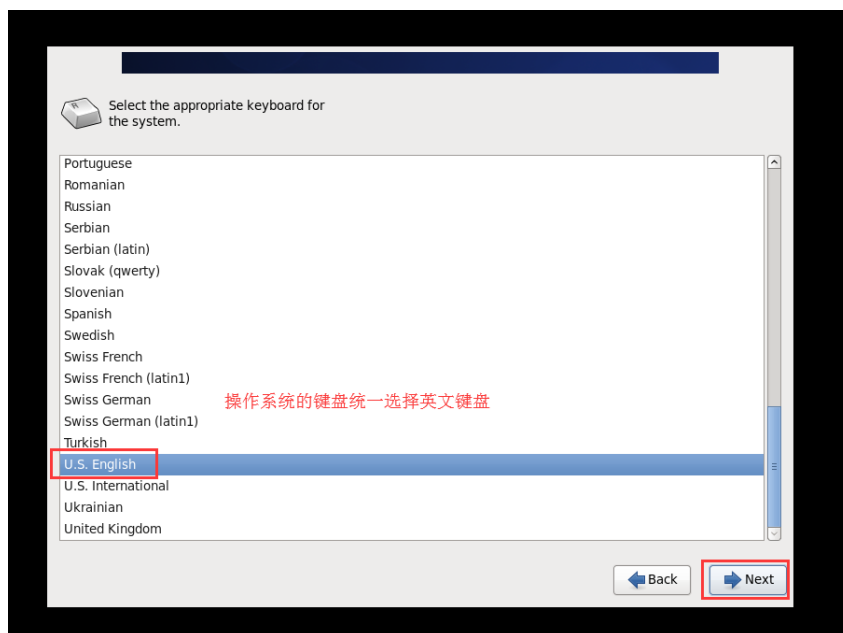 Select the appropriate keyboard for
the system.
Portuguese
Romanian
Russian
Serbian
Serbian (latin)
Slovak (qwerty)
Slovenian
Spanish
Swedish
Swiss French
Swiss French (latin1)
Swiss German
操作系统的键盘统一选择英文键盘
Swiss German (latin1)
Turkish
U.S. English
U.S. International
Ukrainian
United Kingdom
Back
Next